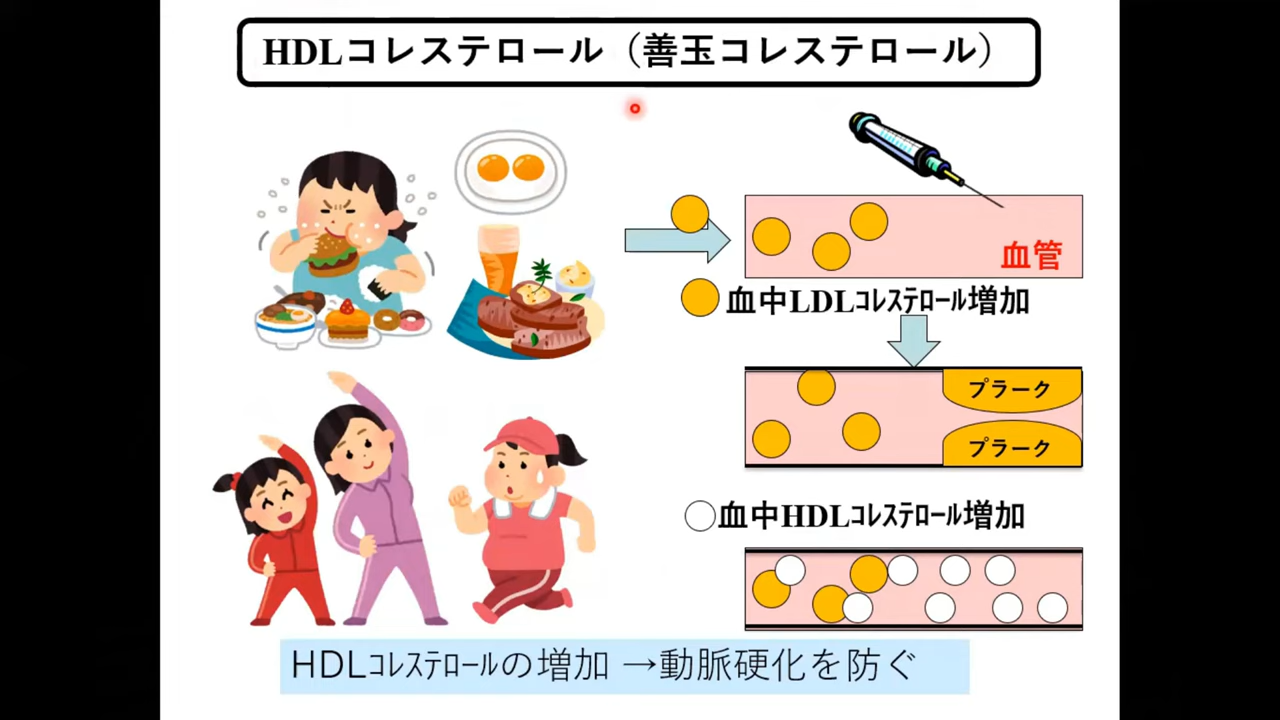 HDLコレステロール（善玉コレステロール）
血管
血中LDLｺﾚｽﾃﾛｰﾙ増加
プラーク
プラーク
血中HDLｺﾚｽﾃﾛｰﾙ増加
HDLｺﾚｽﾃﾛｰﾙの増加 →動脈硬化を防ぐ